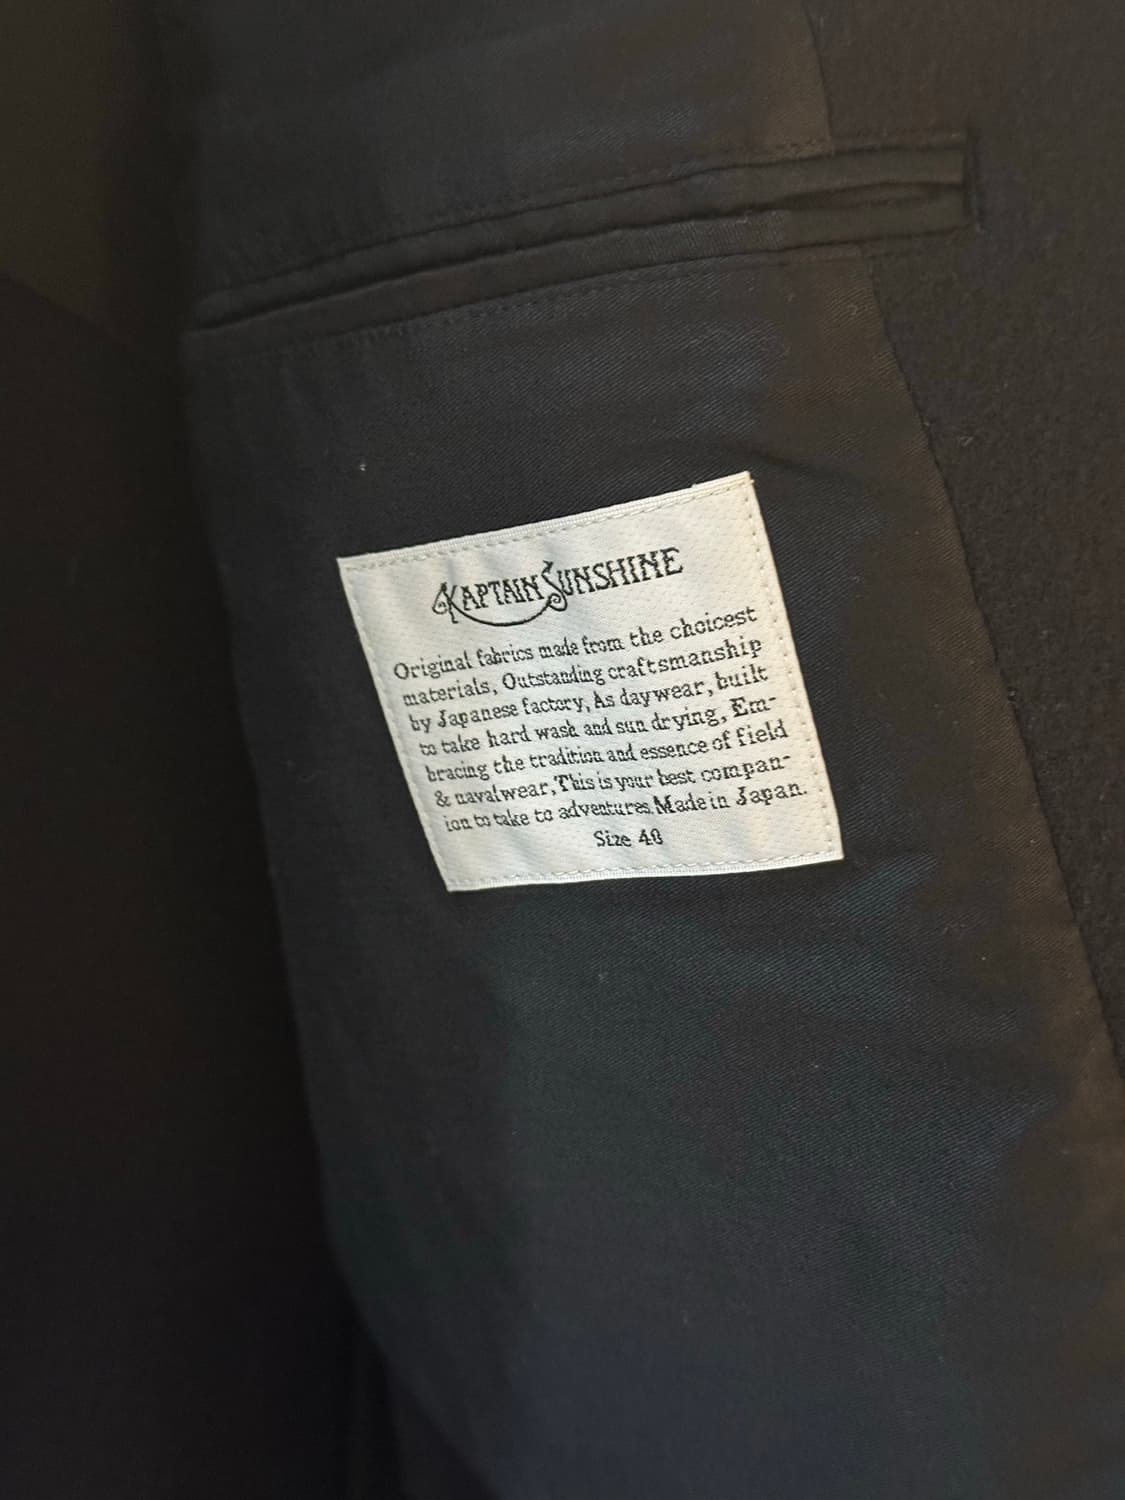 KAPTAIN SUNSHINE
Original fabrics made from the choicest
materials, Outstanding craftsmanship
by Japanese factory, As daywear, built
to take hard wash and sun drying, Em-
bracing the tradition and essence of field
& navalwear, This is your best compan-
ion to take to adventures. Made in Japan.
Size 40